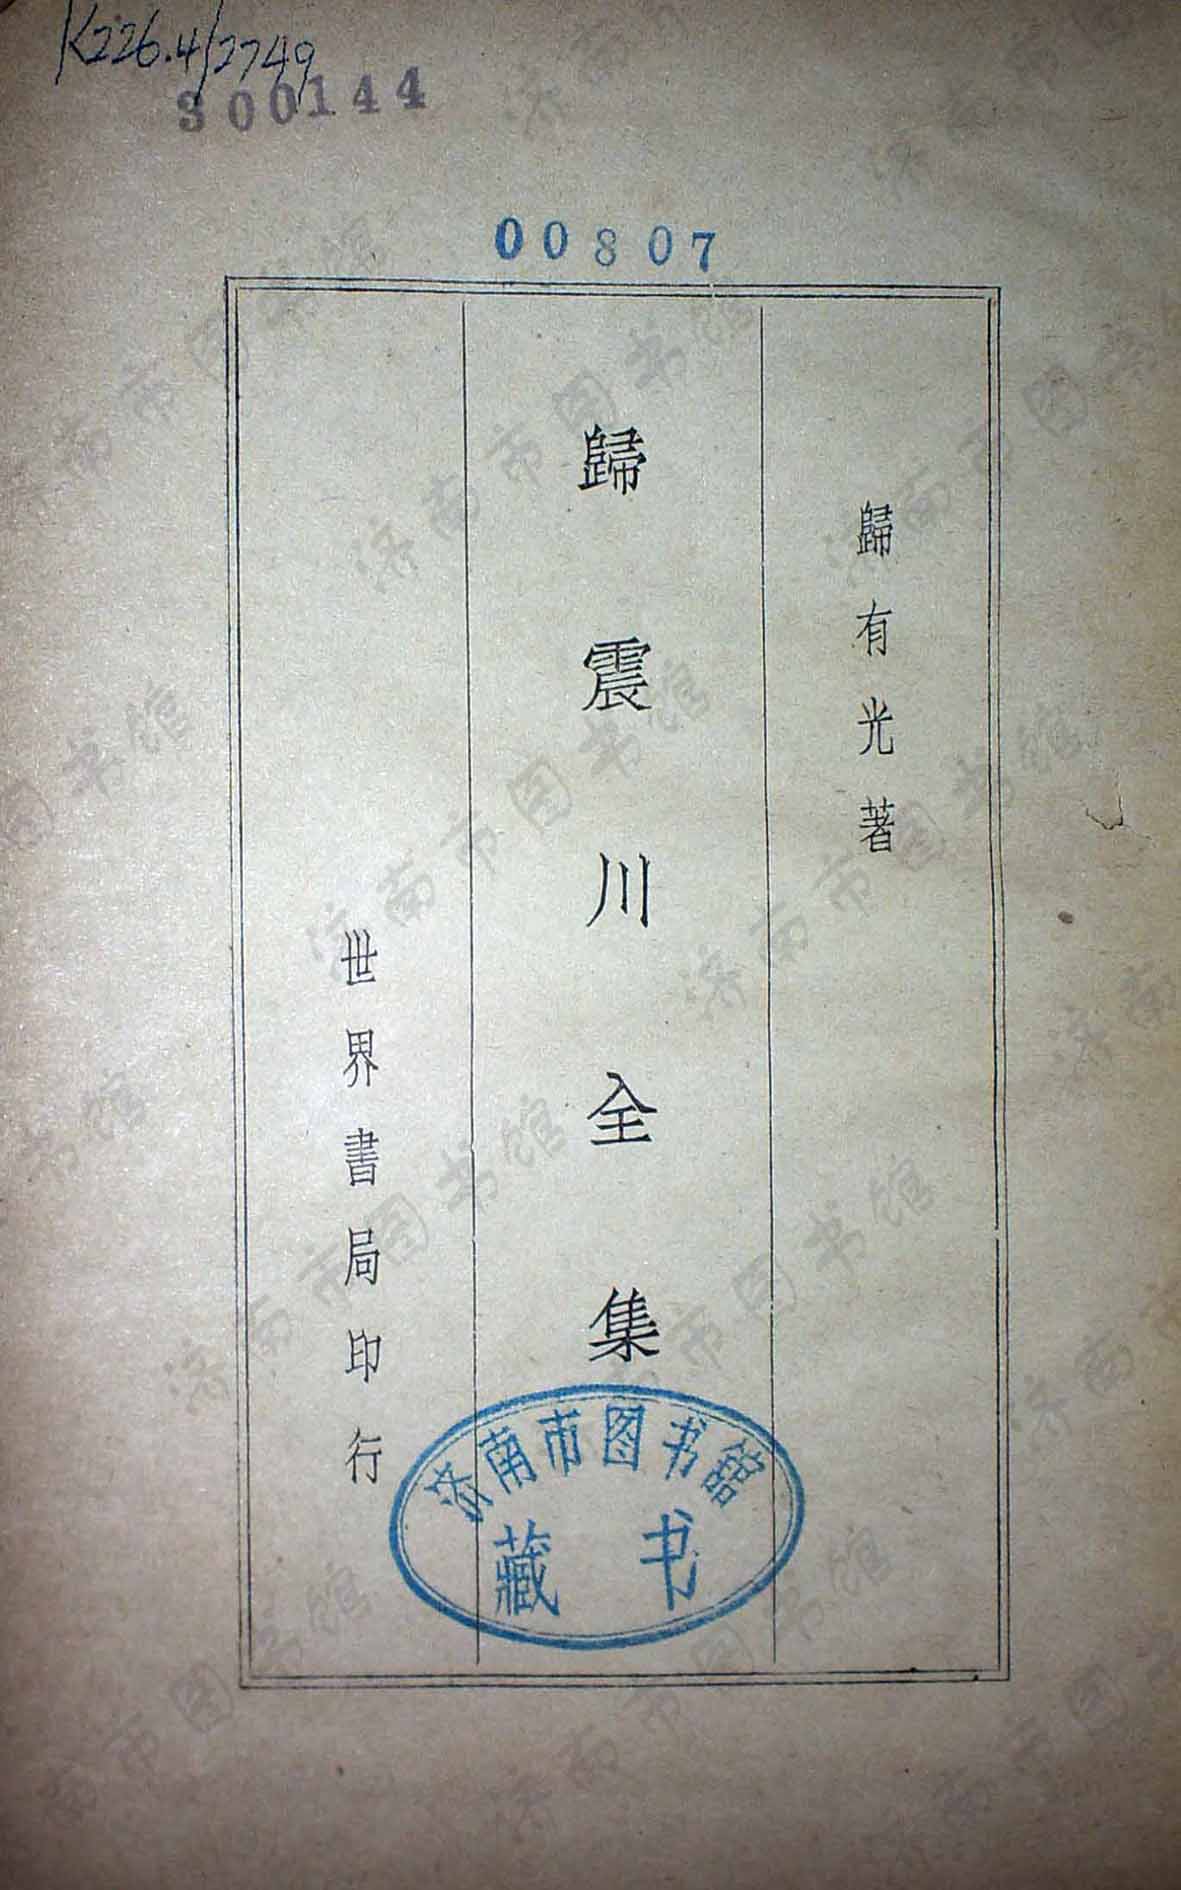 K226.4/2749
300144
00807
歸有光著
歸震川全集
世界書局印行
济南市图书馆
藏书